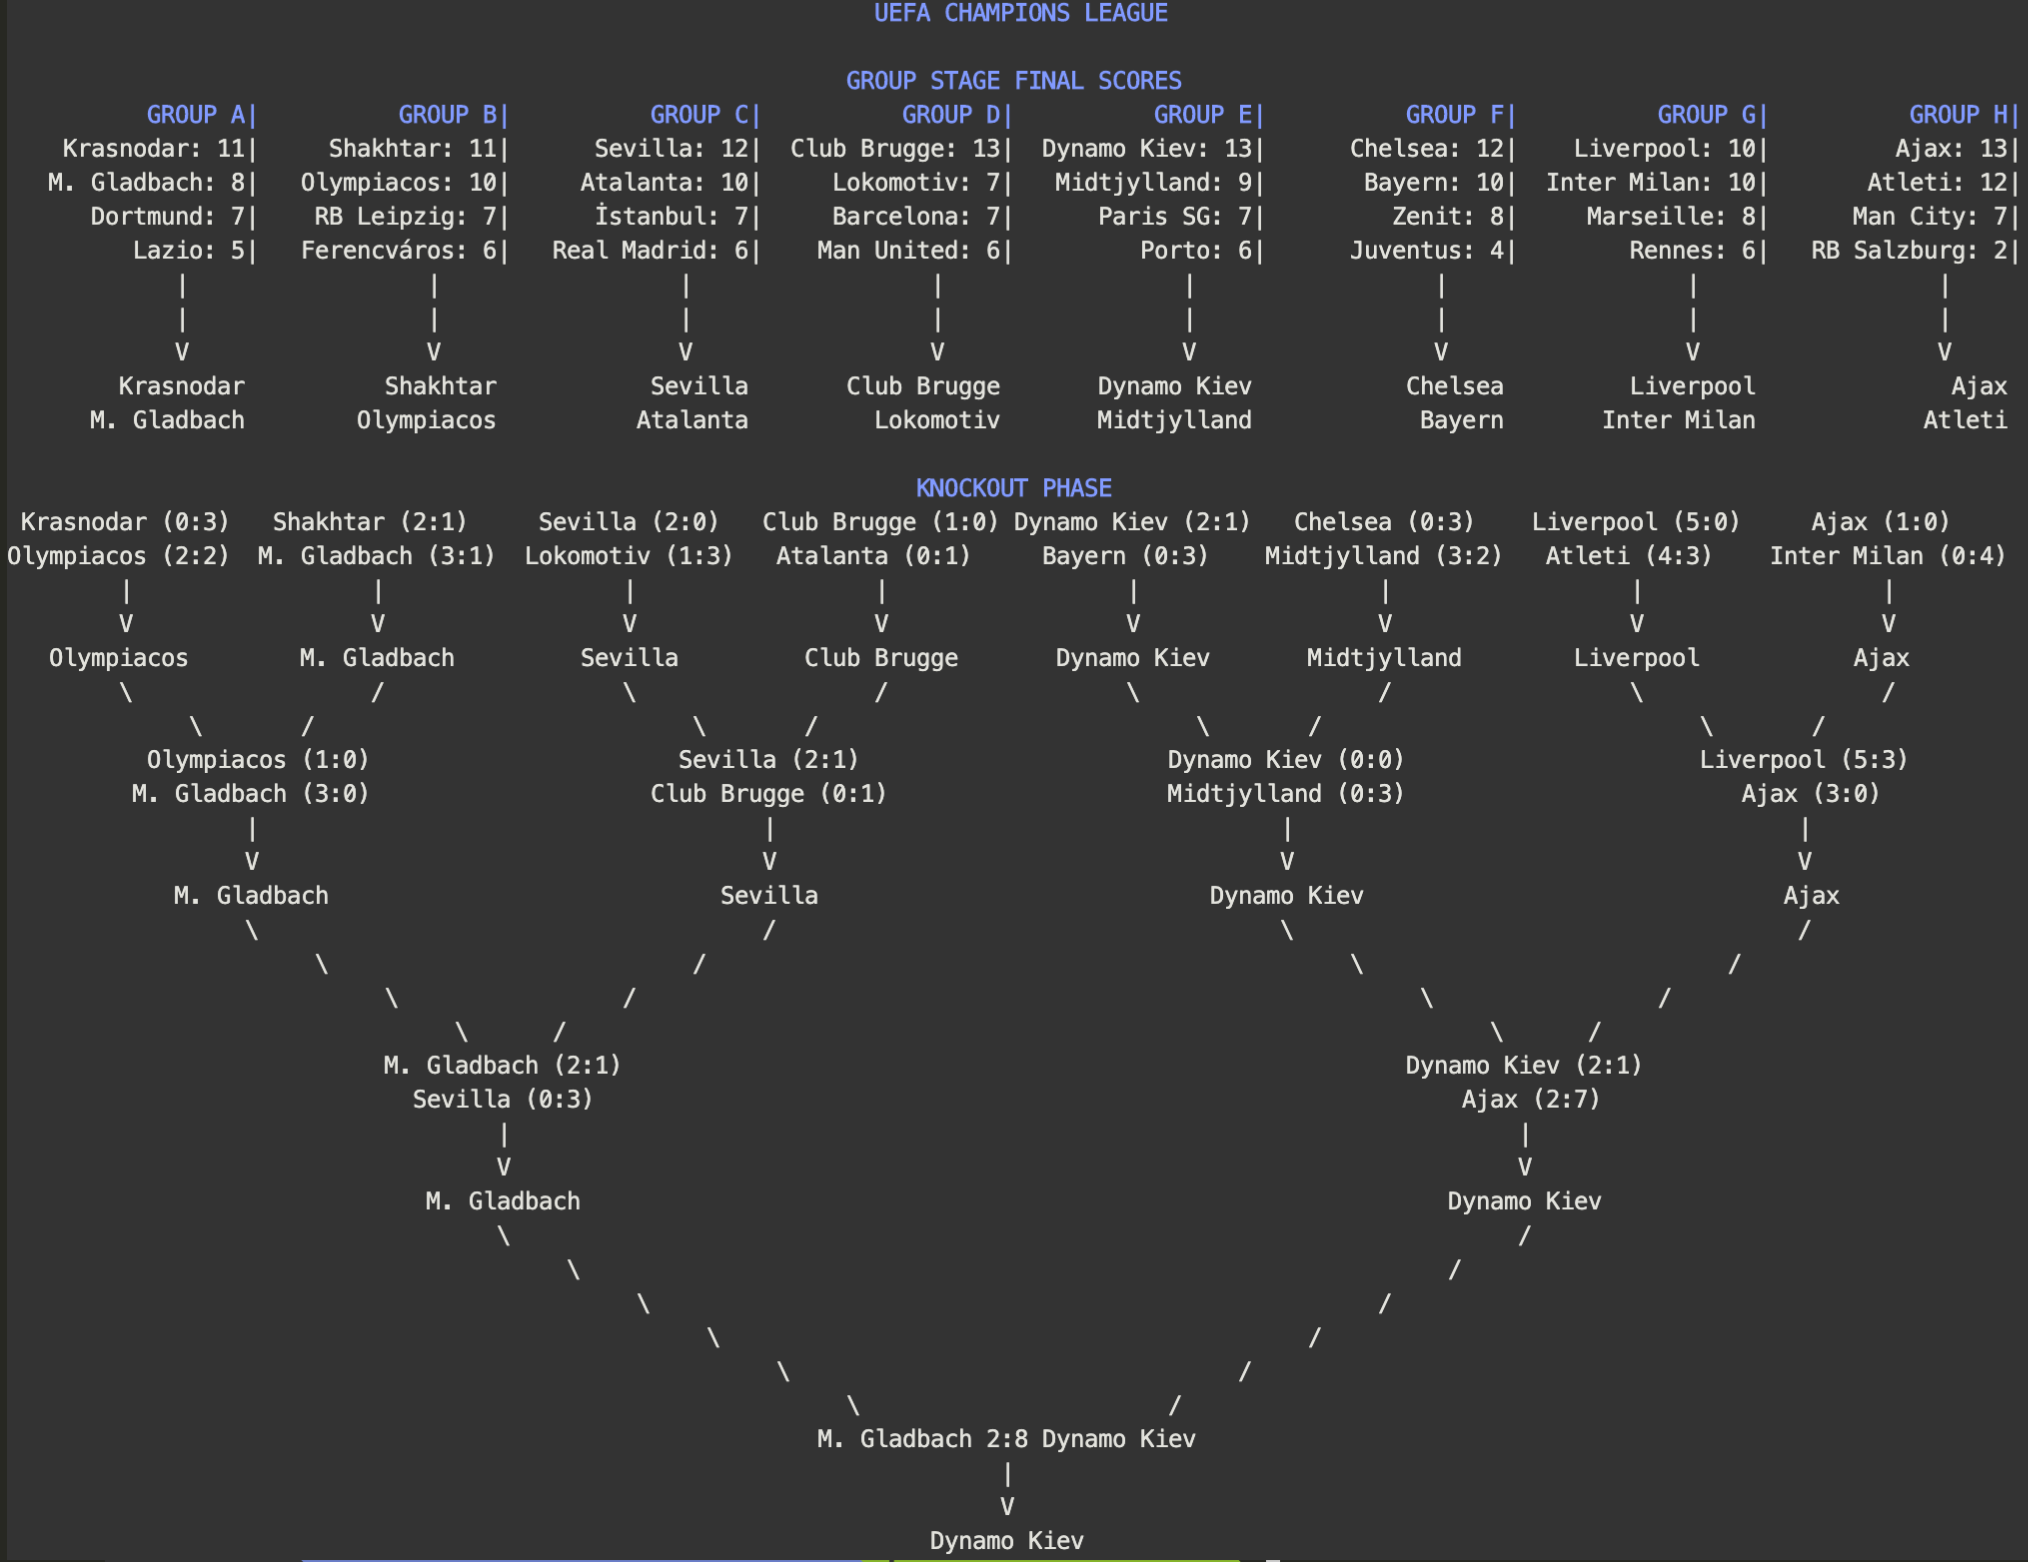 UEFA CHAMPIONS LEAGUE
GROUP STAGE FINAL SCORES
GROUP A| GROUP B| GROUP C| GROUP D| GROUP E| GROUP F| GROUP G| GROUP H|
Krasnodar: 11| Shakhtar: 11| Sevilla: 12| Club Brugge: 13| Dynamo Kiev: 13| Chelsea: 12| Liverpool: 10| Ajax: 13|
M. Gladbach: 8| Olympiacos: 10| Atalanta: 10| Lokomotiv: 7| Midtjylland: 9| Bayern: 10| Inter Milan: 10| Atleti: 12|
Dortmund: 7| RB Leipzig: 7| İstanbul: 7| Barcelona: 7| Paris SG: 7| Zenit: 8| Marseille: 8| Man City: 7|
Lazio: 5| Ferencváros: 6| Real Madrid: 6| Man United: 6| Porto: 6| Juventus: 4| Rennes: 6| RB Salzburg: 2|
| | | | | | | |
| | | | | | | |
V V V V V V V V
Krasnodar Shakhtar Sevilla Club Brugge Dynamo Kiev Chelsea Liverpool Ajax
M. Gladbach Olympiacos Atalanta Lokomotiv Midtjylland Bayern Inter Milan Atleti
KNOCKOUT PHASE
Krasnodar (0:3) Shakhtar (2:1) Sevilla (2:0) Club Brugge (1:0) Dynamo Kiev (2:1) Chelsea (0:3) Liverpool (5:0) Ajax (1:0)
Olympiacos (2:2) M. Gladbach (3:1) Lokomotiv (1:3) Atalanta (0:1) Bayern (0:3) Midtjylland (3:2) Atleti (4:3) Inter Milan (0:4)
| | | | | | | |
V V V V V V V V
Olympiacos M. Gladbach Sevilla Club Brugge Dynamo Kiev Midtjylland Liverpool Ajax
\ / \ / \ / \ /
\ / \ / \ / \ /
Olympiacos (1:0) Sevilla (2:1) Dynamo Kiev (0:0) Liverpool (5:3)
M. Gladbach (3:0) Club Brugge (0:1) Midtjylland (0:3) Ajax (3:0)
| | | |
V V V V
M. Gladbach Sevilla Dynamo Kiev Ajax
\ / \ /
\ / \ /
\ / \ /
\ / \ /
M. Gladbach (2:1) Dynamo Kiev (2:1)
Sevilla (0:3) Ajax (2:7)
| |
V V
M. Gladbach Dynamo Kiev
\ /
\ /
\ /
\ /
\ /
\ /
M. Gladbach 2:8 Dynamo Kiev
|
V
Dynamo Kiev